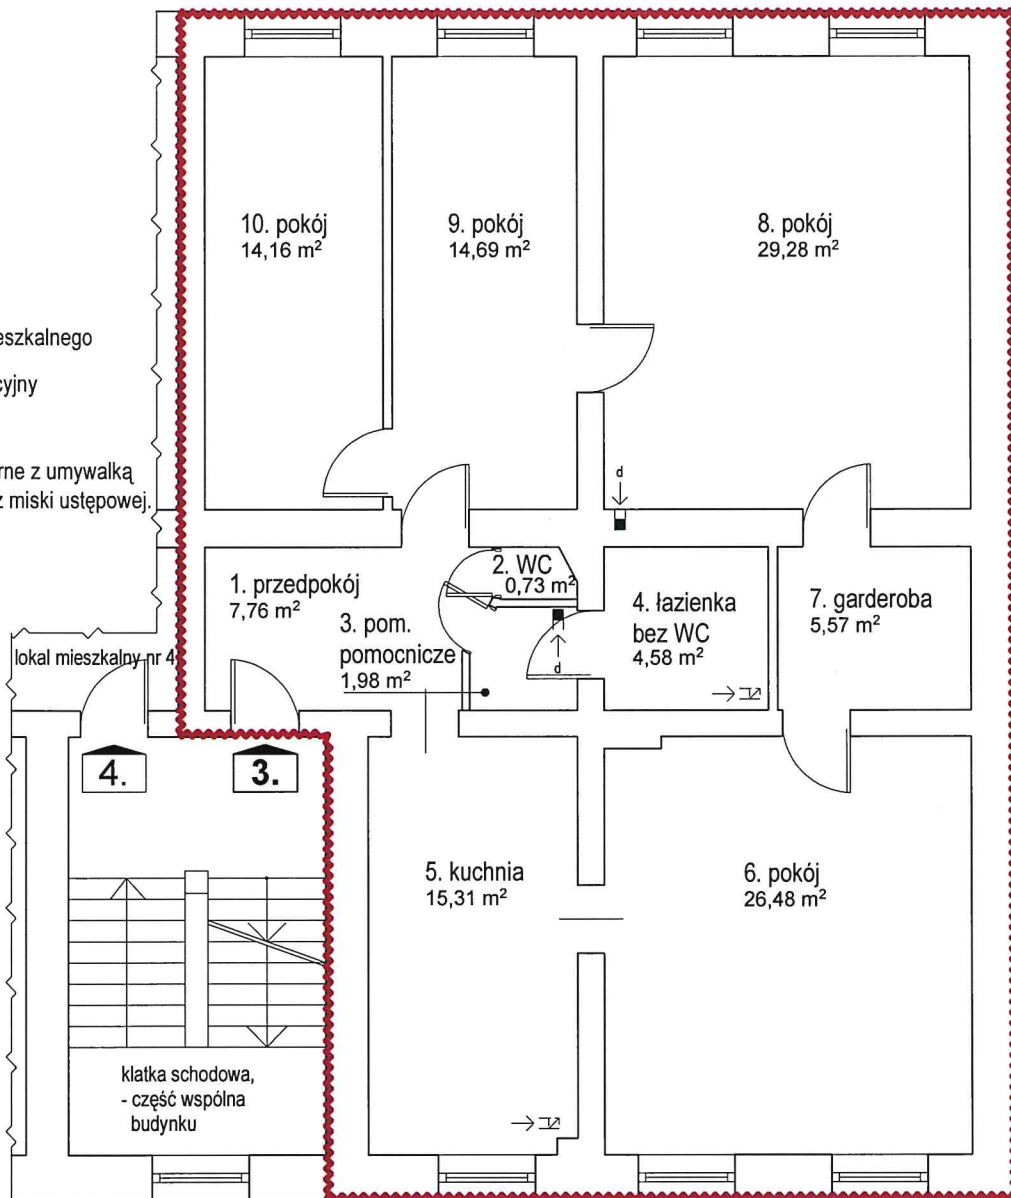 10. pokój
14,16 m²
9. pokój
14,69 m²
8. pokój
29,28 m²
eszkalnego
cyjny
rne z umywalką
z miski ustępowej.
d
1. przedpokój
7,76 m²
2. WC
0,73 m²
3. pom.
pomocnicze
1,98 m²
d
4. łazienka
bez WC
4,58 m²
7. garderoba
5,57 m²
lokal mieszkalny nr 4
4.
3.
5. kuchnia
15,31 m²
6. pokój
26,48 m²
klatka schodowa,
- część wspólna
budynku